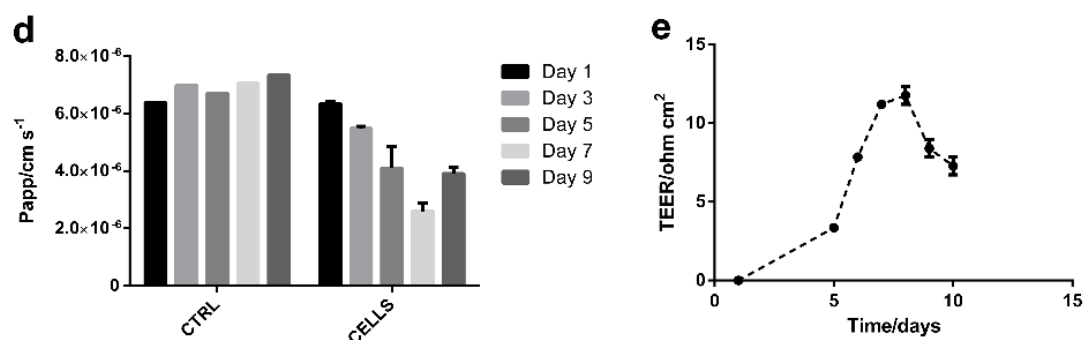 d
8.0×10⁻⁶
6.0×10⁻⁶
4.0×10⁻⁶
2.0×10⁻⁶
0
Papp/cm s⁻¹
CTRL
CELLS
Day 1
Day 3
Day 5
Day 7
Day 9
e
15
10
5
0
TEER/ohm cm²
0
5
10
15
Time/days